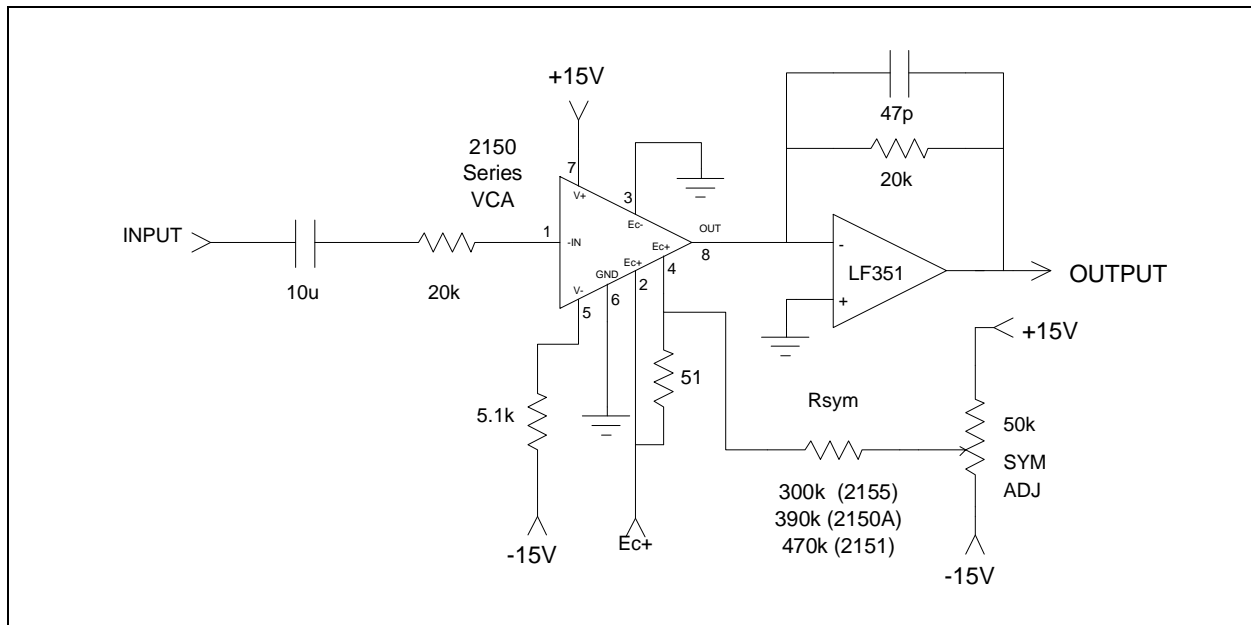 +15V
47p
2150
Series
VCA
7
V+
3
Ec-
20k
INPUT
1
-IN
OUT
8
-
LF351
+
OUTPUT
Ec+
Ec+
4
GND
2
V-
6
5
10u
20k
+15V
51
Rsym
5.1k
50k
SYM
ADJ
300k (2155)
390k (2150A)
470k (2151)
-15V
Ec+
-15V